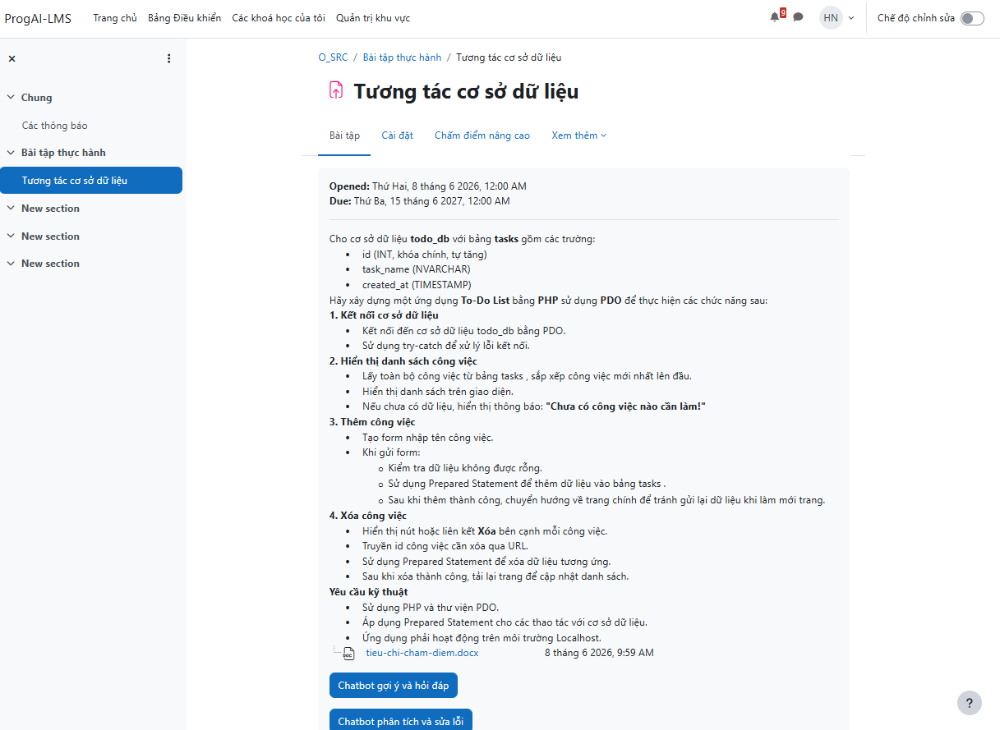 ProgAI-LMS Trang chủ Bảng Điều khiển Các khoá học của tôi Quản trị khu vực 9 HN Chế độ chỉnh sửa
Chung
Các thông báo
Bài tập thực hành
Tương tác cơ sở dữ liệu
New section
New section
New section
O_SRC / Bài tập thực hành / Tương tác cơ sở dữ liệu
Tương tác cơ sở dữ liệu
Bài tập Cài đặt Chấm điểm nâng cao Xem thêm
Opened: Thứ Hai, 8 tháng 6 2026, 12:00 AM
Due: Thứ Ba, 15 tháng 6 2027, 12:00 AM
Cho cơ sở dữ liệu todo_db với bảng tasks gồm các trường:
• id (INT, khóa chính, tự tăng)
• task_name (NVARCHAR)
• created_at (TIMESTAMP)
Hãy xây dựng một ứng dụng To-Do List bằng PHP sử dụng PDO để thực hiện các chức năng sau:
1. Kết nối cơ sở dữ liệu
• Kết nối đến cơ sở dữ liệu todo_db bằng PDO.
• Sử dụng try-catch để xử lý lỗi kết nối.
2. Hiển thị danh sách công việc
• Lấy toàn bộ công việc từ bảng tasks , sắp xếp công việc mới nhất lên đầu.
• Hiển thị danh sách trên giao diện.
• Nếu chưa có dữ liệu, hiển thị thông báo: "Chưa có công việc nào cần làm!"
3. Thêm công việc
• Tạo form nhập tên công việc.
• Khi gửi form:
o Kiểm tra dữ liệu không được rỗng.
o Sử dụng Prepared Statement để thêm dữ liệu vào bảng tasks .
o Sau khi thêm thành công, chuyển hướng về trang chính để tránh gửi lại dữ liệu khi làm mới trang.
4. Xóa công việc
• Hiển thị nút hoặc liên kết Xóa bên cạnh mỗi công việc.
• Truyền id công việc cần xóa qua URL.
• Sử dụng Prepared Statement để xóa dữ liệu tương ứng.
• Sau khi xóa thành công, tải lại trang để cập nhật danh sách.
Yêu cầu kỹ thuật
• Sử dụng PHP và thư viện PDO.
• Áp dụng Prepared Statement cho các thao tác với cơ sở dữ liệu.
• Ứng dụng phải hoạt động trên môi trường Localhost.
DOC tieu-chi-cham-diem.docx 8 tháng 6 2026, 9:59 AM
Chatbot gợi ý và hỏi đáp
Chatbot phân tích và sửa lỗi
?